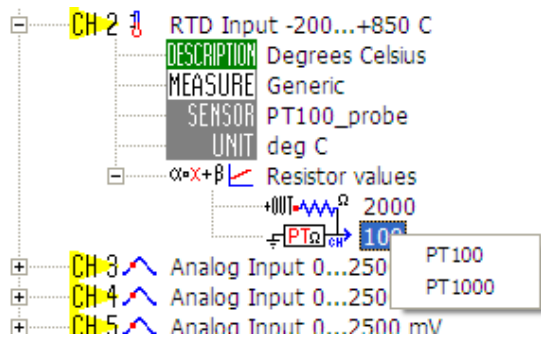 CH 2 RTD Input -200...+850 C
DESCRIPTION Degrees Celsius
MEASURE Generic
SENSOR PT100_probe
UNIT deg C
α•X+β Resistor values
+OUT Ω 2000
PTΩ CH 100
PT100
PT1000
CH 3 Analog Input 0...250
CH 4 Analog Input 0...250
CH 5 Analog Input 0...2500 mV